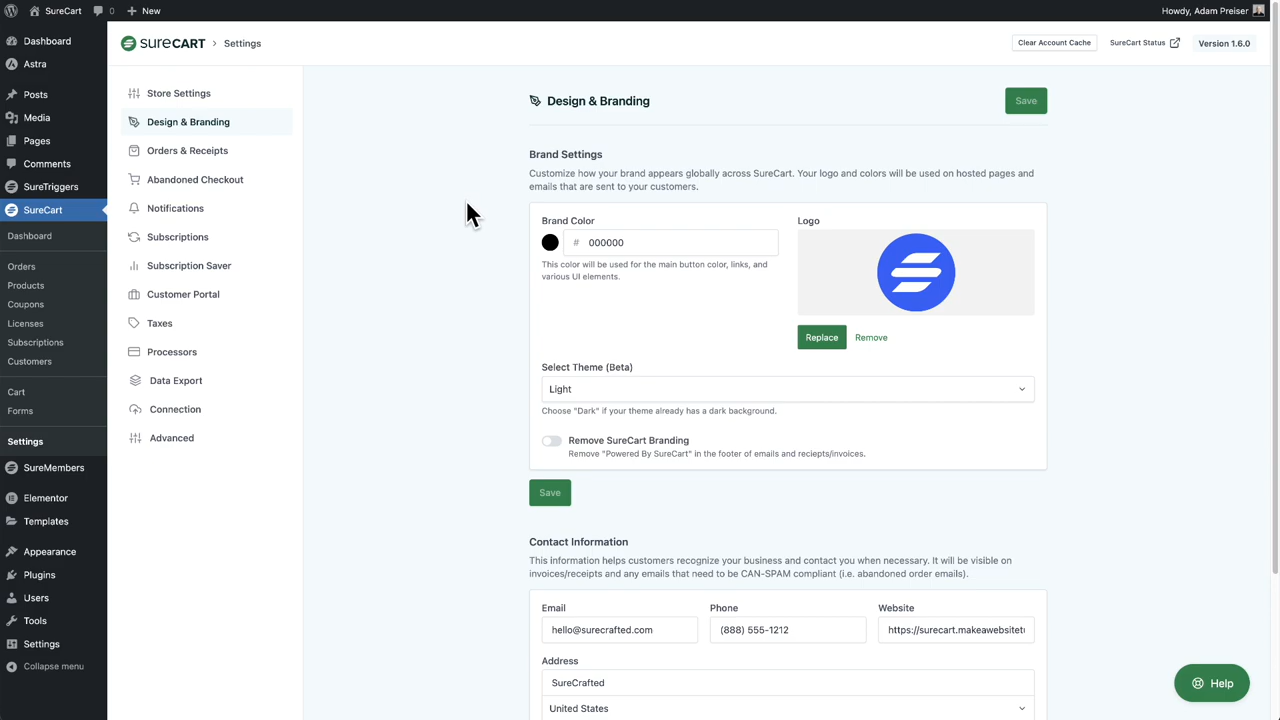 SureCart
0
New
Howdy, Adam Preiser
Dashboard
Astra
Posts
Media
Pages
Comments
SureTriggers
SureCart
Dashboard
Orders
Products
Coupons
Licenses
Subscriptions
Customers
Cart
Forms
Settings
SureMembers
Elementor
Templates
Appearance
Plugins
Users
Tools
Settings
Collapse menu
SURECART
Settings
Clear Account Cache
SureCart Status
Version 1.6.0
Store Settings
Design & Branding
Orders & Receipts
Abandoned Checkout
Notifications
Subscriptions
Subscription Saver
Customer Portal
Taxes
Processors
Data Export
Connection
Advanced
Design & Branding
Save
Brand Settings
Customize how your brand appears globally across SureCart. Your logo and colors will be used on hosted pages and
emails that are sent to your customers.
Brand Color
# 000000
This color will be used for the main button color, links, and
various UI elements.
Logo
Replace
Remove
Select Theme (Beta)
Light
Choose "Dark" if your theme already has a dark background.
Remove SureCart Branding
Remove "Powered By SureCart" in the footer of emails and reciepts/invoices.
Save
Contact Information
This information helps customers recognize your business and contact you when necessary. It will be visible on
invoices/receipts and any emails that need to be CAN-SPAM compliant (i.e. abandoned order emails).
Email
hello@surecrafted.com
Phone
(888) 555-1212
Website
https://surecart.makeawebsitet
Address
SureCrafted
United States
Help